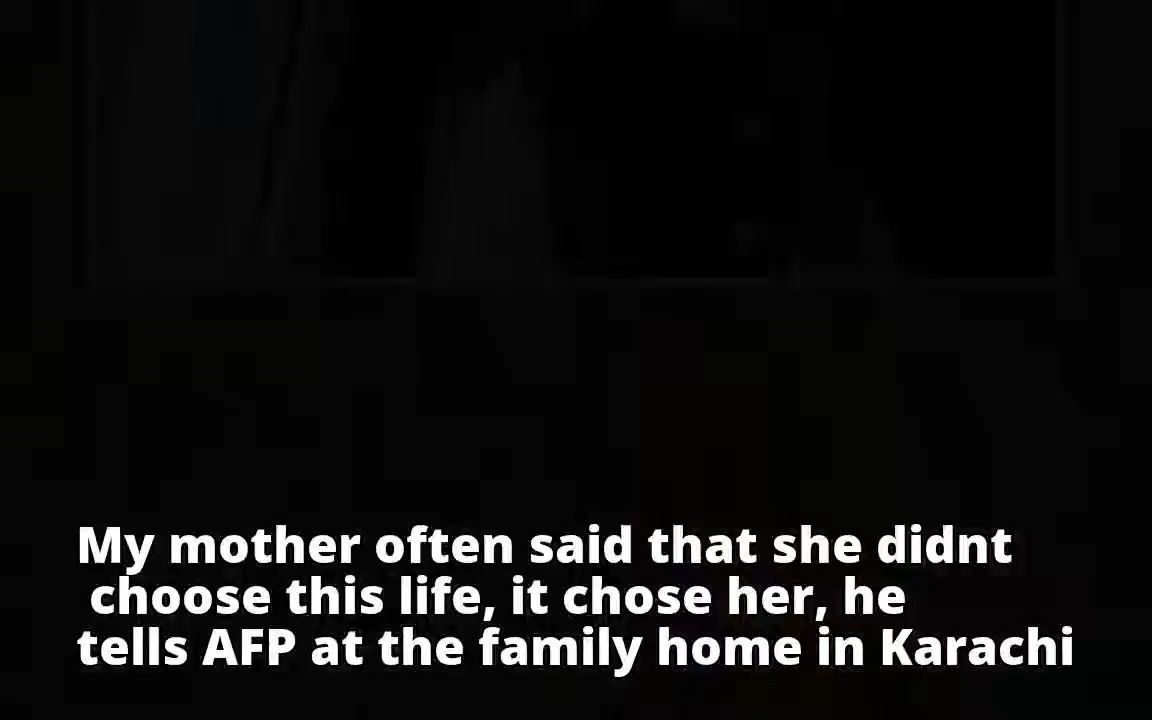 My mother often said that she didnt
choose this life, it chose her, he
tells AFP at the family home in Karachi